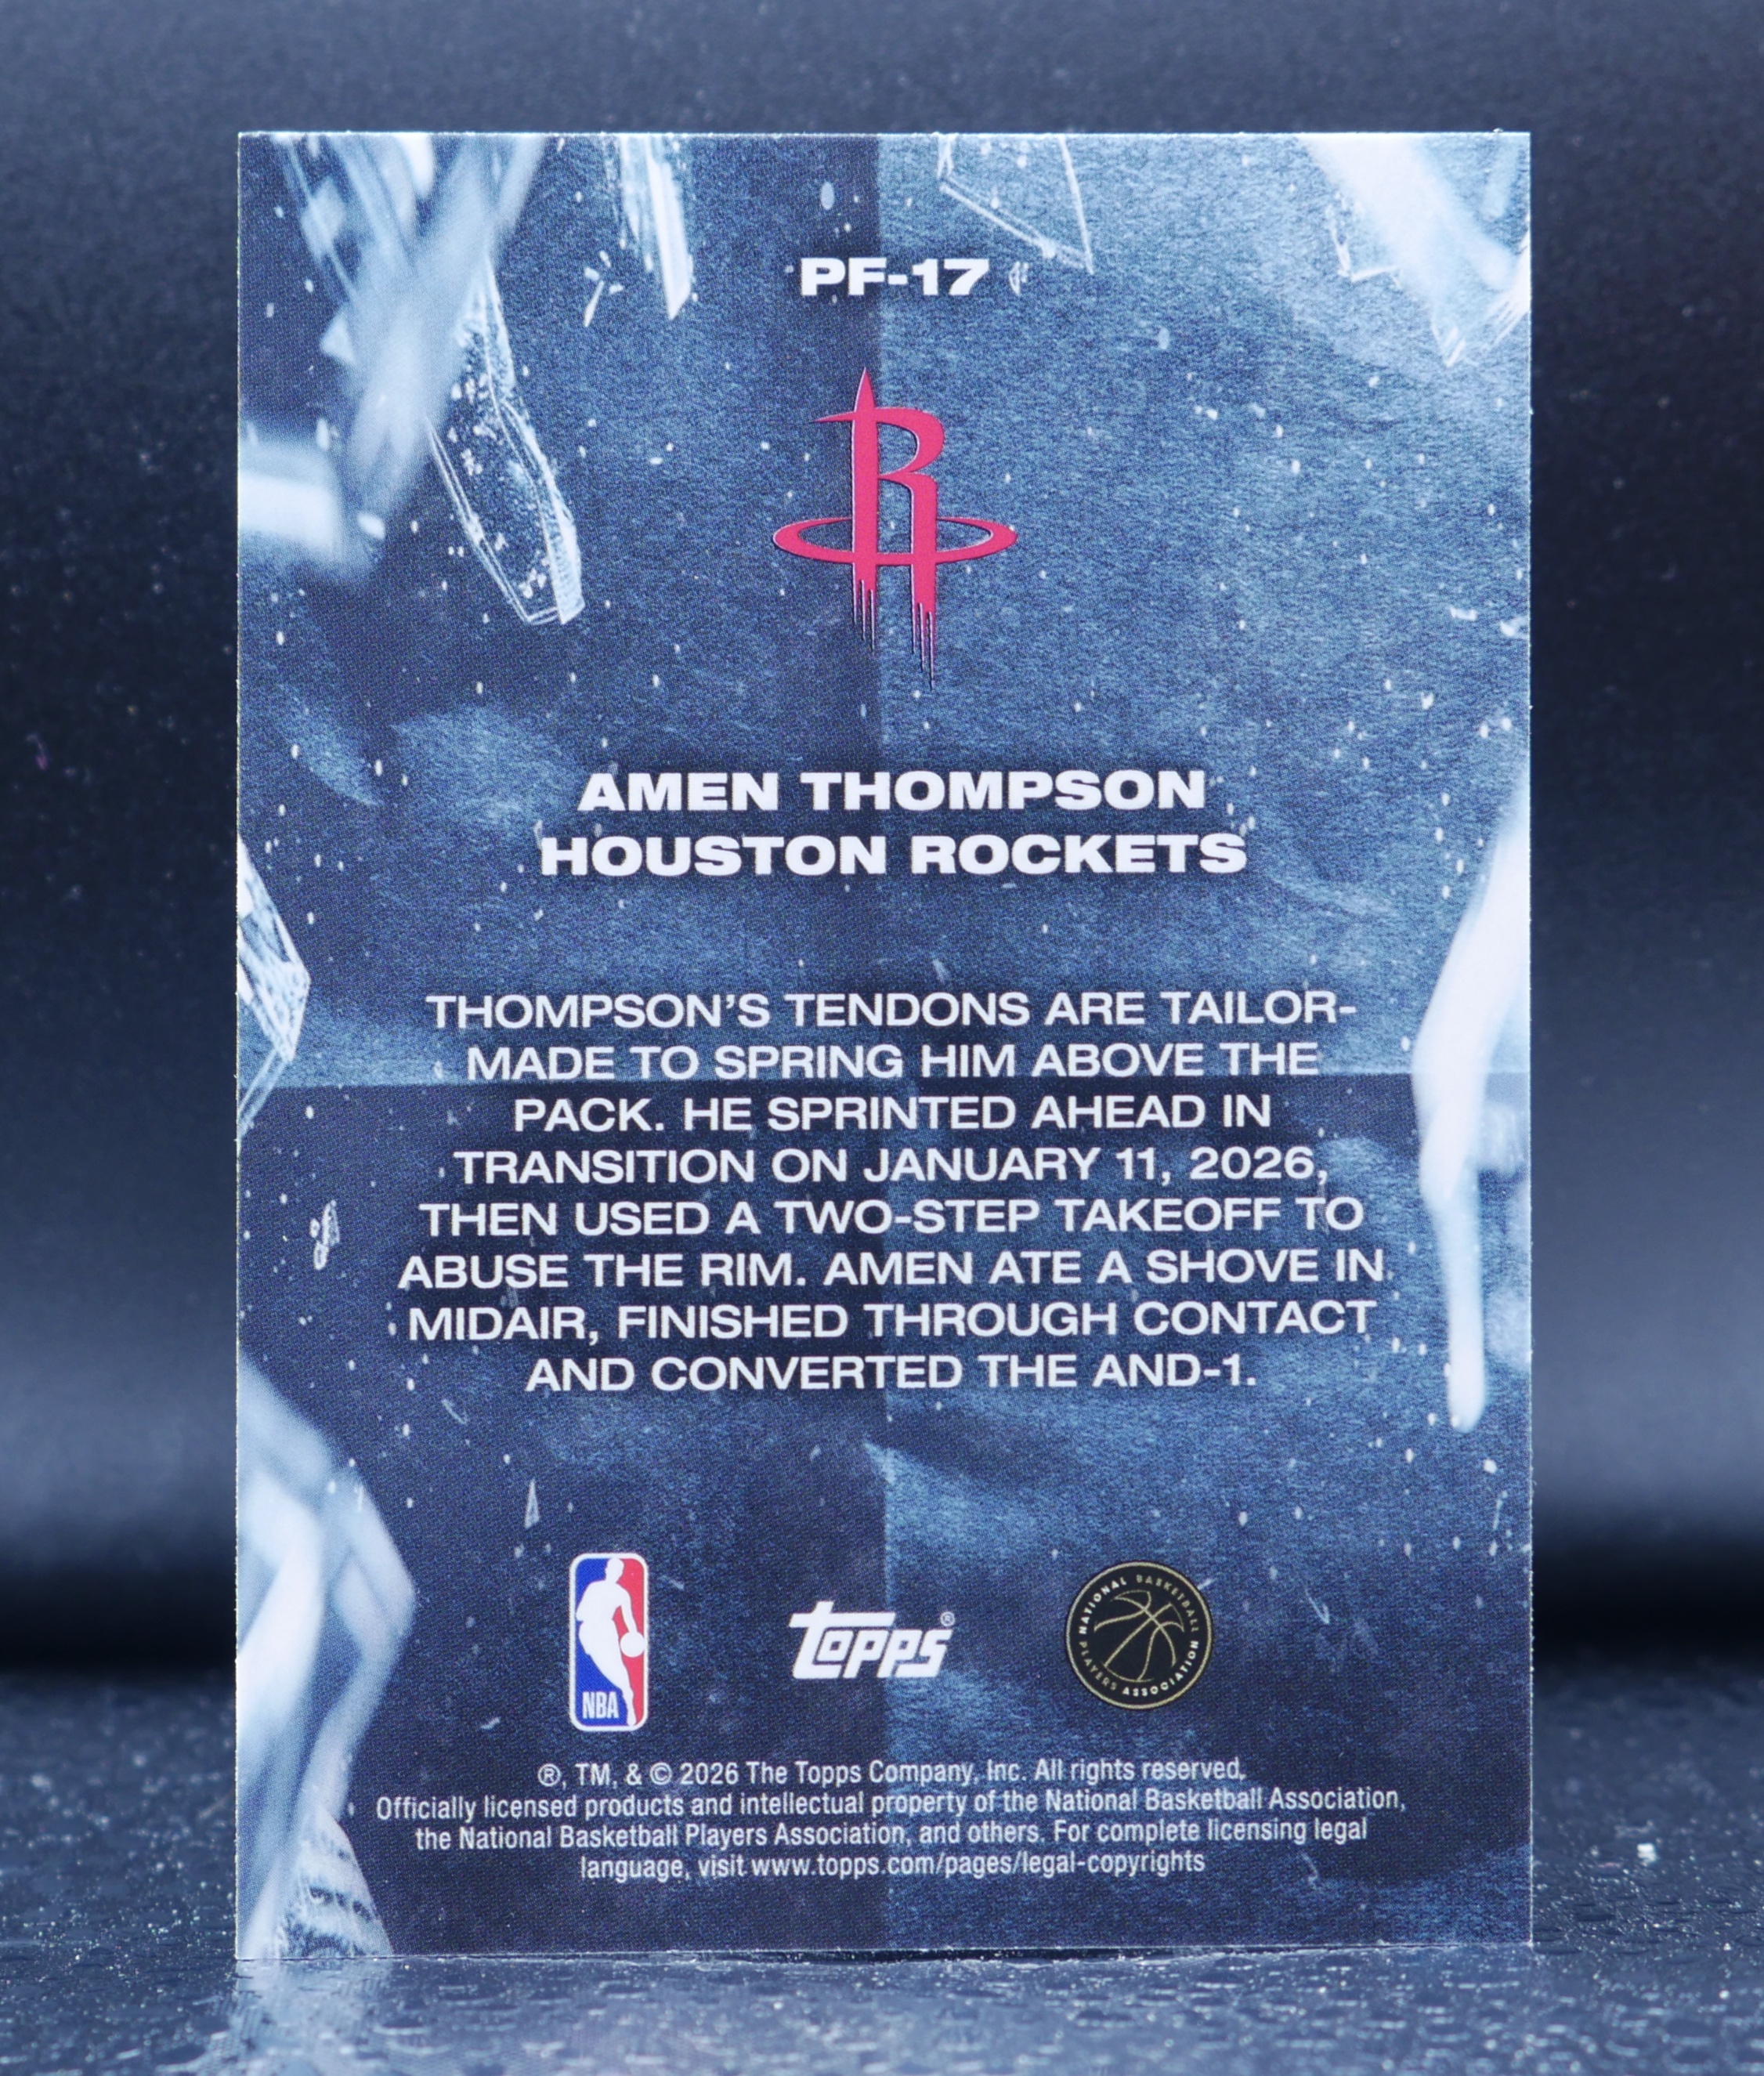 PF-17
AMEN THOMPSON
HOUSTON ROCKETS
THOMPSON'S TENDONS ARE TAILOR-
MADE TO SPRING HIM ABOVE THE
PACK. HE SPRINTED AHEAD IN
TRANSITION ON JANUARY 11, 2026,
THEN USED A TWO-STEP TAKEOFF TO
ABUSE THE RIM. AMEN ATE A SHOVE IN
MIDAIR, FINISHED THROUGH CONTACT
AND CONVERTED THE AND-1.
NBA
topps®
NATIONAL BASKETBALL PLAYERS ASSOCIATION
®, TM, & © 2026 The Topps Company, Inc. All rights reserved.
Officially licensed products and intellectual property of the National Basketball Association,
the National Basketball Players Association, and others. For complete licensing legal
language, visit www.topps.com/pages/legal-copyrights